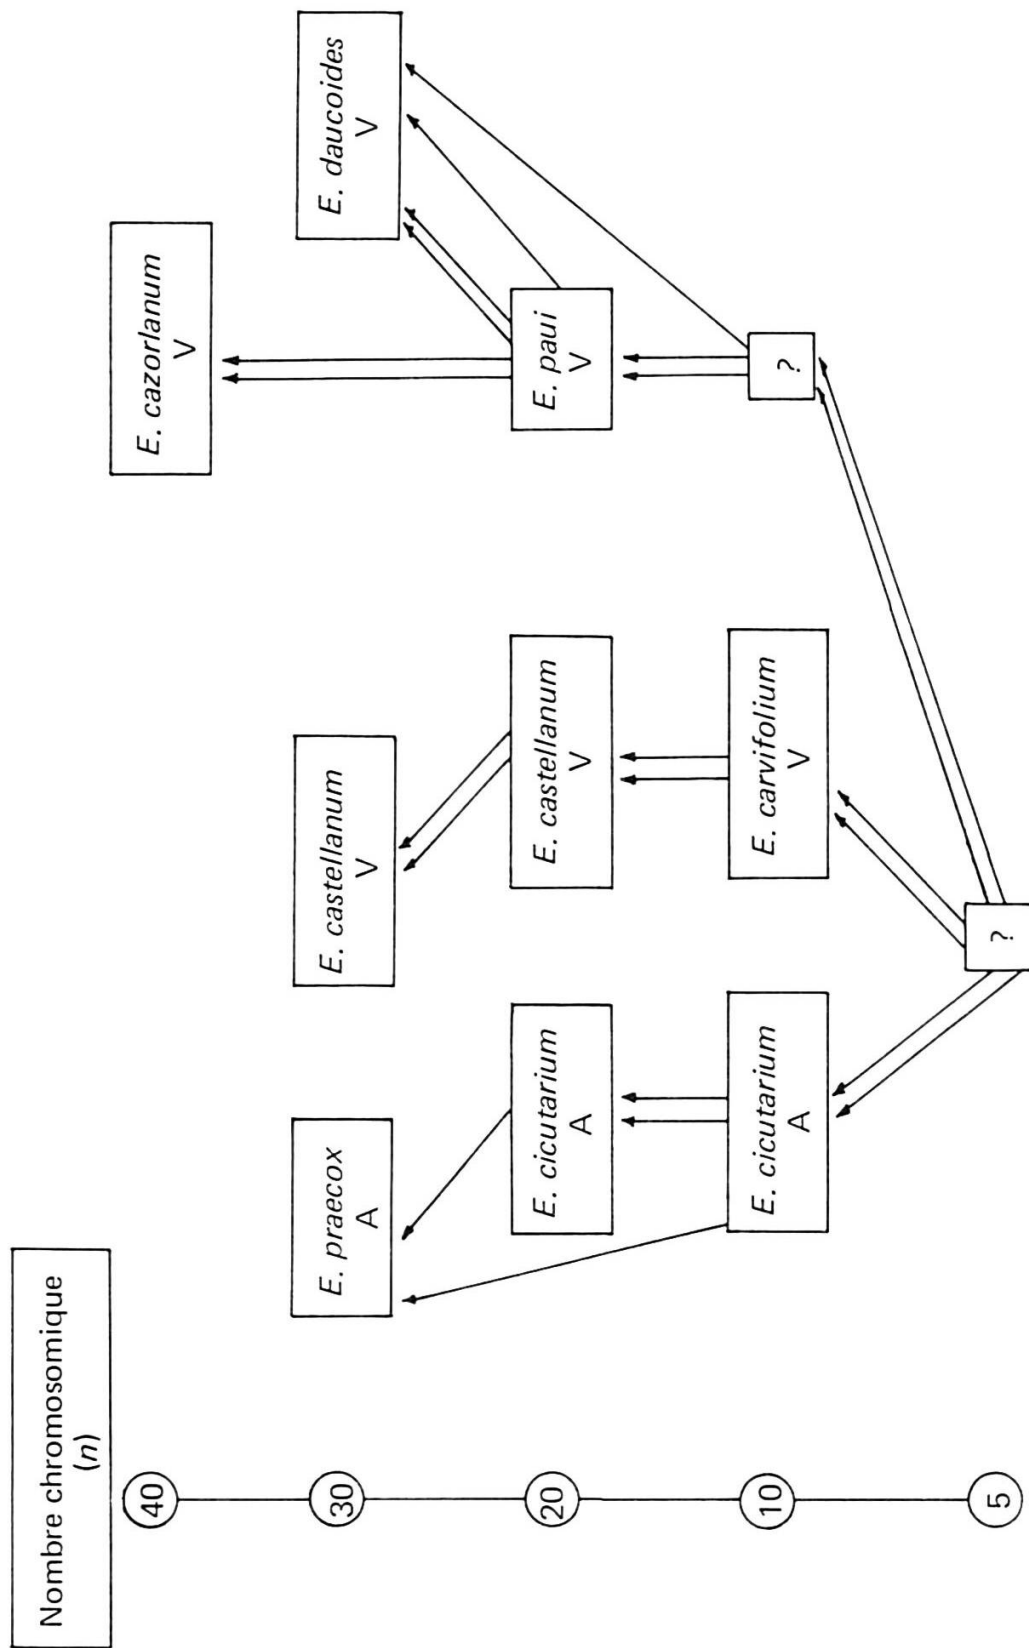 Nombre chromosomique
(n)
40
30
20
10
5
E. cazorlanum
V
E. praecox
A
E. castellanum
V
E. daucoides
V
E. cicutarium
A
E. castellanum
V
E. paui
V
E. cicutarium
A
E. carvifolium
V
?
?